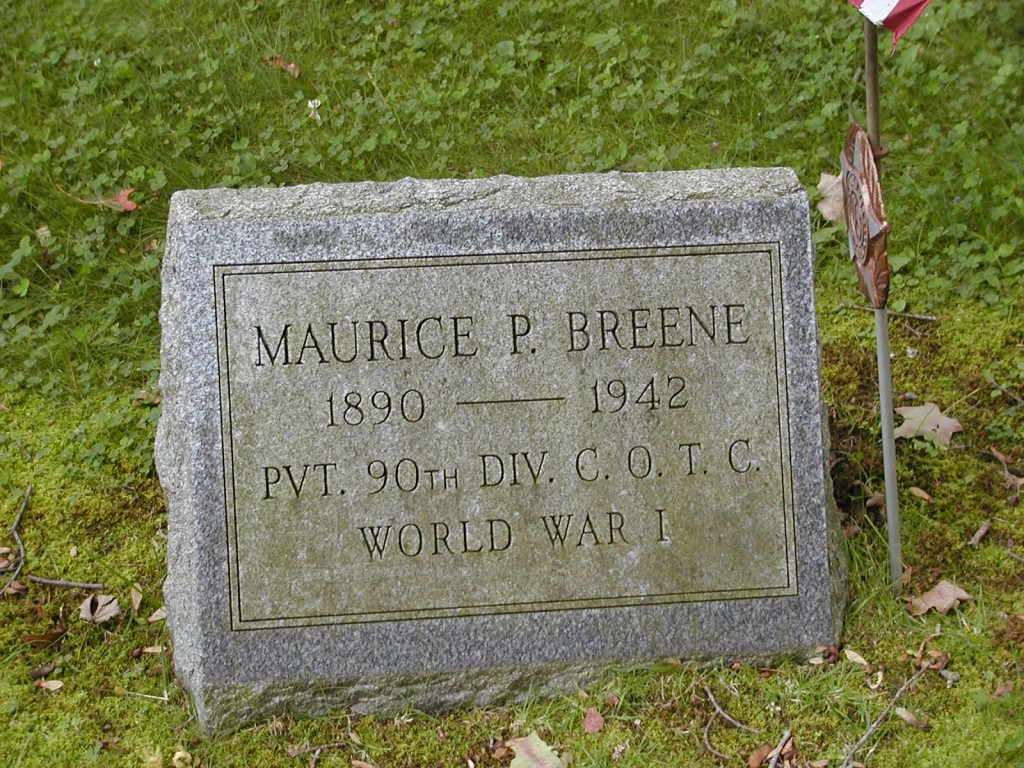 MAURICE P. BREENE
1890 — 1942
PVT. 90TH DIV. C. O. T. C.
WORLD WAR I